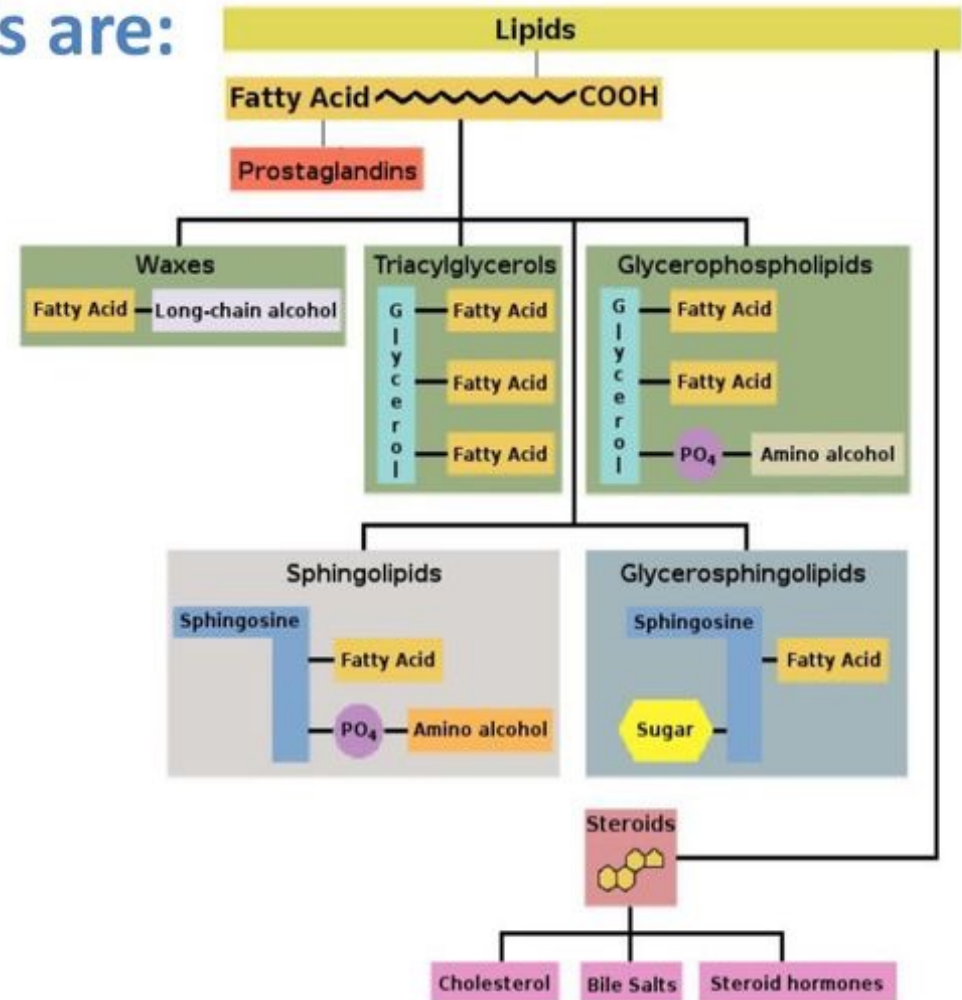 s are:
Lipids
Fatty Acid COOH
Prostaglandins
Waxes
Fatty Acid Long-chain alcohol
Triacylglycerols
Glycerol
Fatty Acid
Fatty Acid
Fatty Acid
Glycerophospholipids
Glycerol
Fatty Acid
Fatty Acid
PO4 Amino alcohol
Sphingolipids
Sphingosine
Fatty Acid
PO4 Amino alcohol
Glycerosphingolipids
Sphingosine
Fatty Acid
Sugar
Steroids
Cholesterol
Bile Salts
Steroid hormones